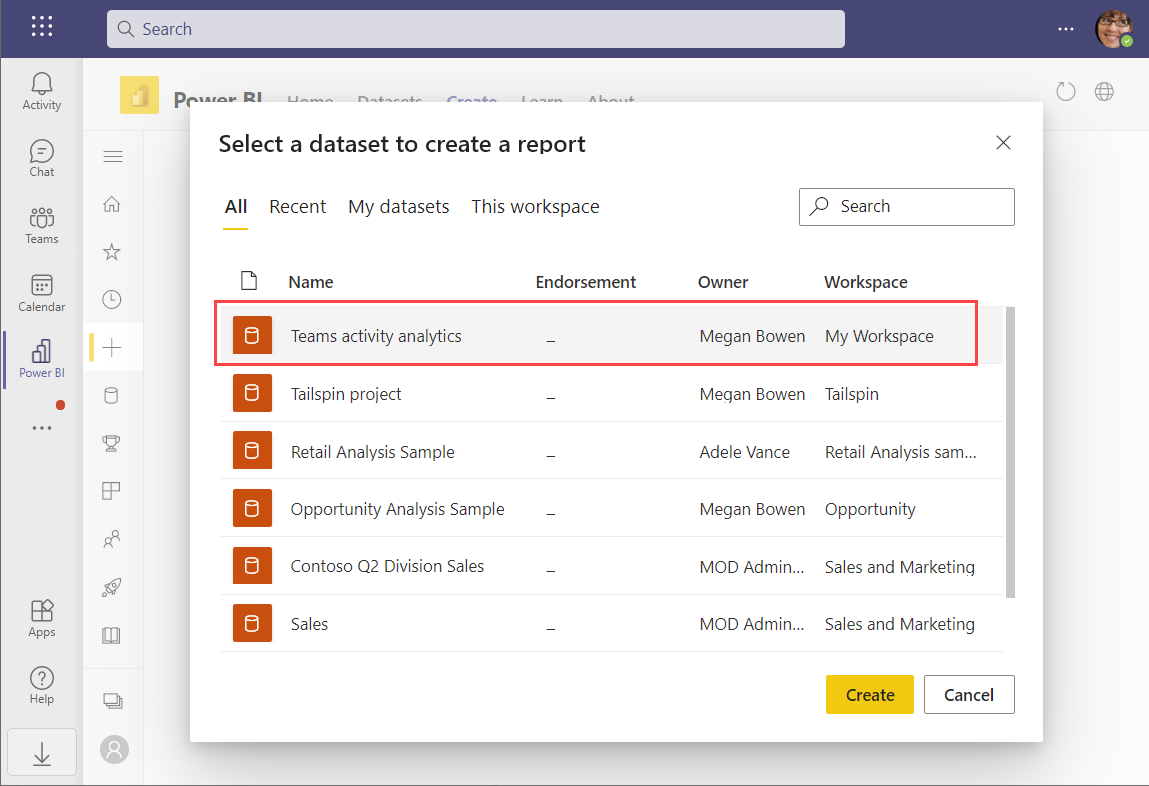 Search
Activity
Chat
Teams
Calendar
Power BI
Apps
Help
Power BI Home Datasets Create Learn About
Select a dataset to create a report
All Recent My datasets This workspace
Search
Name Endorsement Owner Workspace
Teams activity analytics _ Megan Bowen My Workspace
Tailspin project _ Megan Bowen Tailspin
Retail Analysis Sample _ Adele Vance Retail Analysis sam...
Opportunity Analysis Sample _ Megan Bowen Opportunity
Contoso Q2 Division Sales _ MOD Admin... Sales and Marketing
Sales _ MOD Admin... Sales and Marketing
Create Cancel